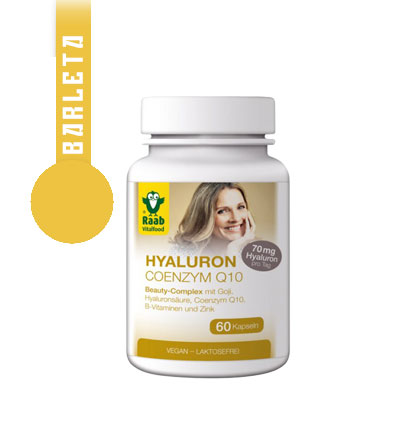 BARLETA
Raab
Vitalfood
HYALURON
COENZYM Q10
70 mg
Hyaluron
pro Tag
Beauty-Complex mit Goji,
Hyaluronsäure, Coenzym Q10,
B-Vitaminen und Zink
60 Kapseln
VEGAN – LAKTOSEFREI